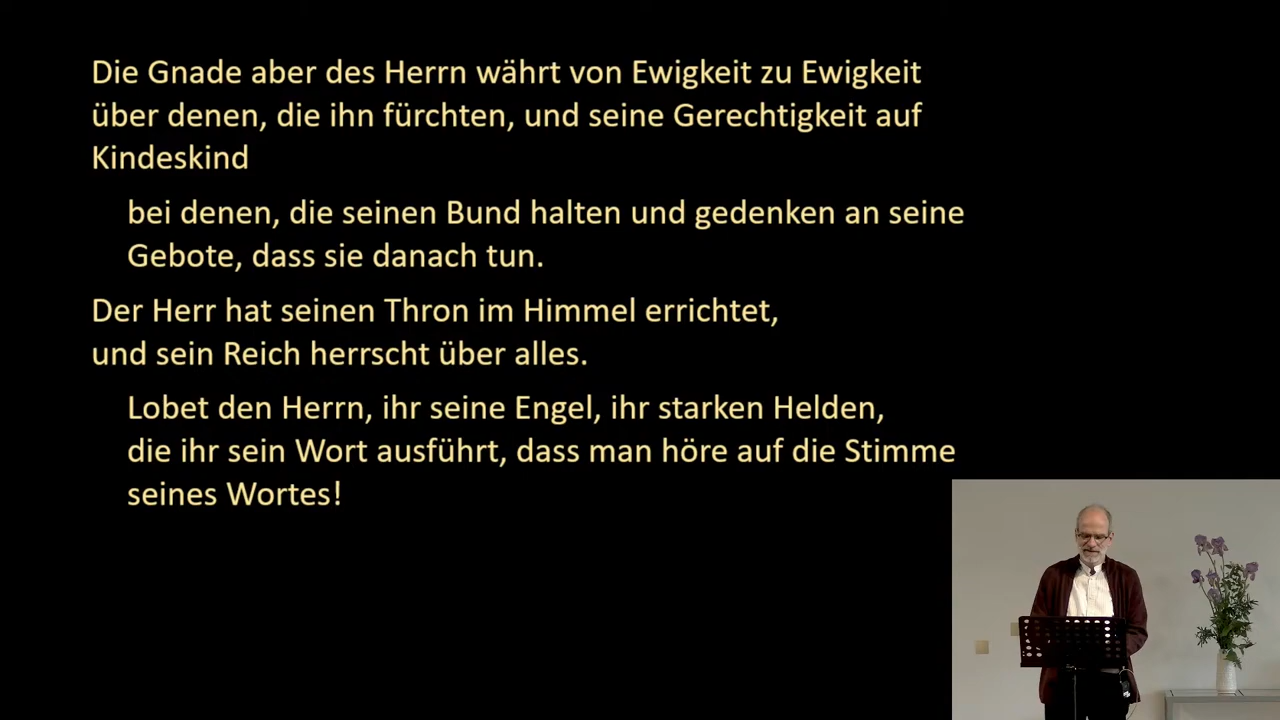 Die Gnade aber des Herrn währt von Ewigkeit zu Ewigkeit
über denen, die ihn fürchten, und seine Gerechtigkeit auf
Kindeskind
bei denen, die seinen Bund halten und gedenken an seine
Gebote, dass sie danach tun.
Der Herr hat seinen Thron im Himmel errichtet,
und sein Reich herrscht über alles.
Lobet den Herrn, ihr seine Engel, ihr starken Helden,
die ihr sein Wort ausführt, dass man höre auf die Stimme
seines Wortes!